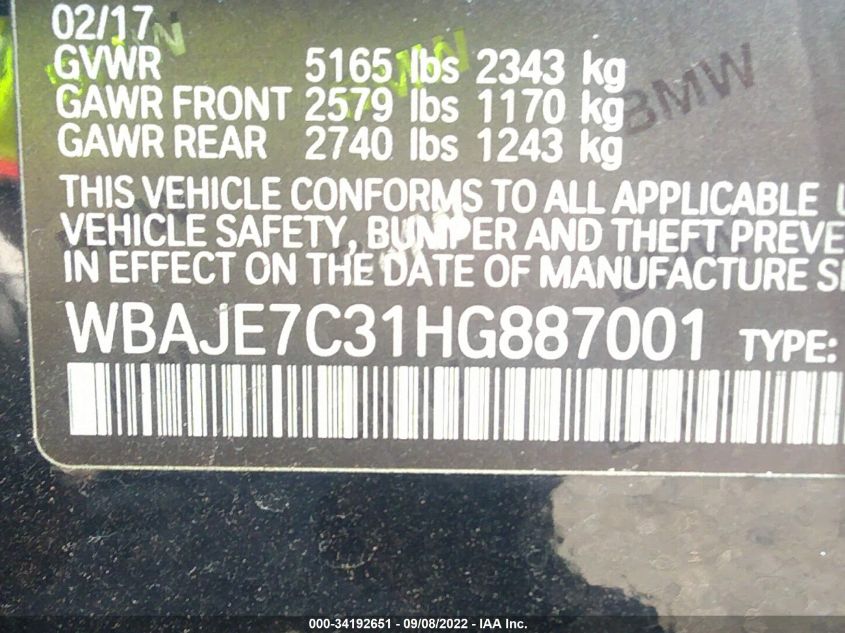 02/17
GVWR 5165 lbs 2343 kg
GAWR FRONT 2579 lbs 1170 kg
GAWR REAR 2740 lbs 1243 kg
BMW
THIS VEHICLE CONFORMS TO ALL APPLICABLE U
VEHICLE SAFETY, BUMPER AND THEFT PREVE
IN EFFECT ON THE DATE OF MANUFACTURE S
WBAJE7C31HG887001 TYPE:
000-34192651 - 09/08/2022 - IAA Inc.